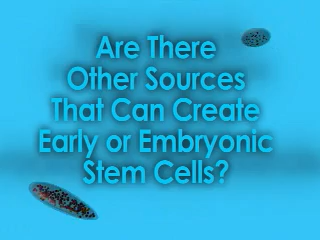 Are There
Other Sources
That Can Create
Early or Embryonic
Stem Cells?